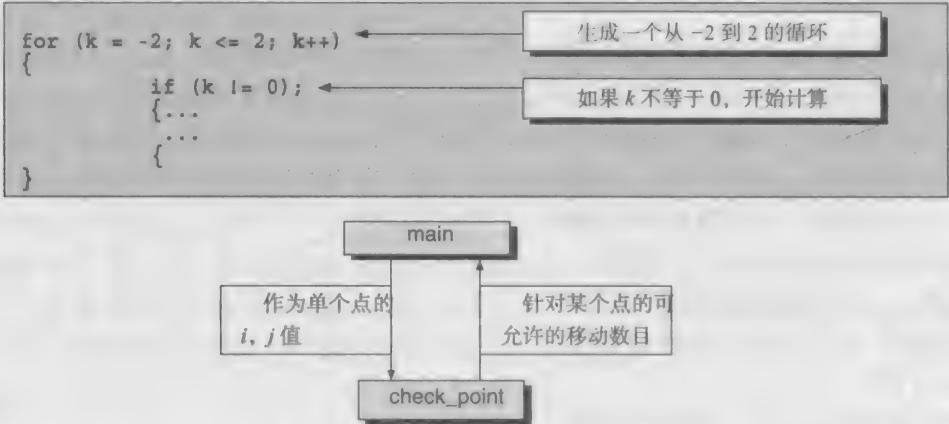 for (k = -2; k <= 2; k++)
生成一个从 -2 到 2 的循环
{
if (k != 0);
如果 k 不等于 0, 开始计算
{...
...
{
}
main
作为单个点的
i, j 值
针对某个点的可
允许的移动数目
check_point